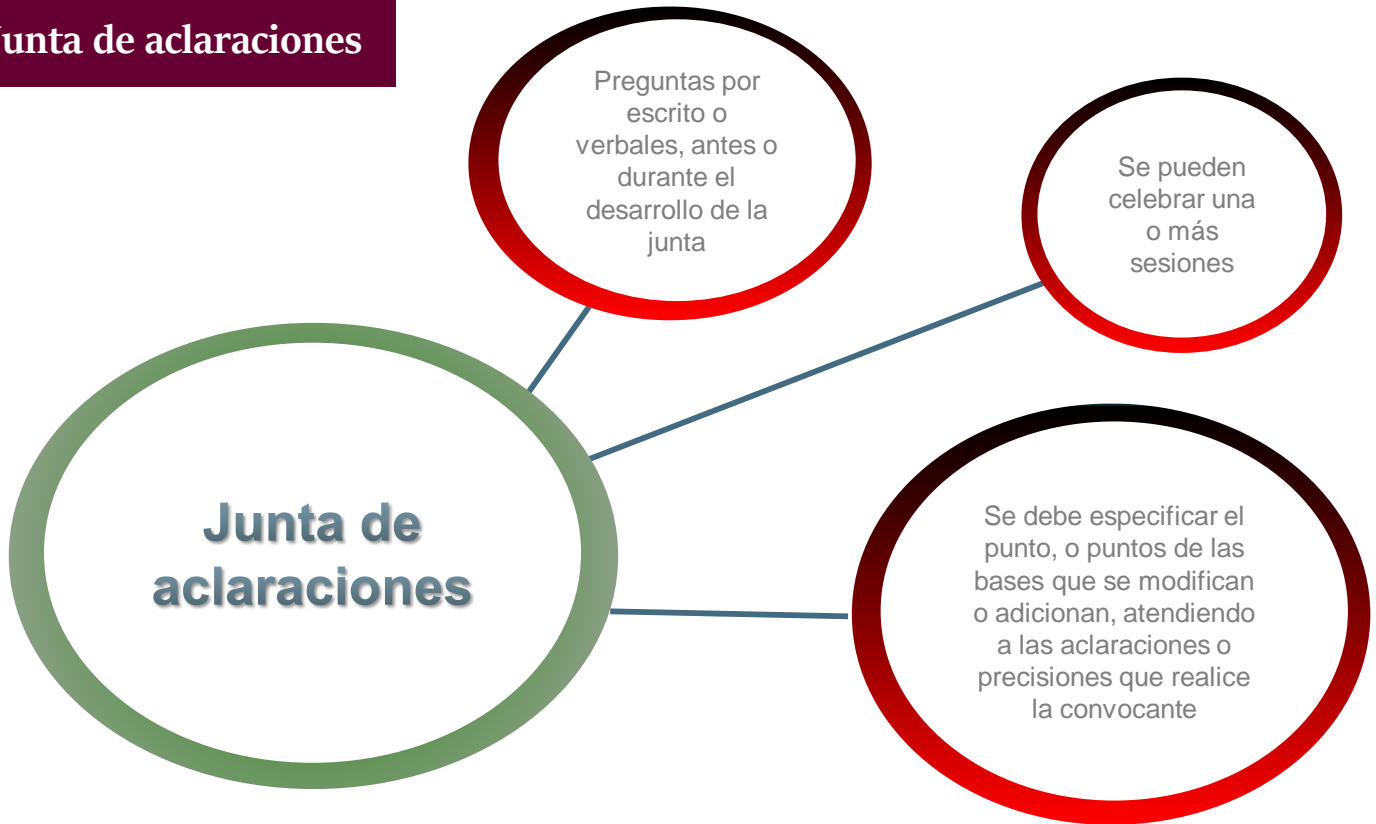 Junta de aclaraciones
Preguntas por
escrito o
verbales, antes o
durante el
desarrollo de la
junta
Se pueden
celebrar una
o más
sesiones
Junta de
aclaraciones
Se debe especificar el
punto, o puntos de las
bases que se modifican
o adicionan, atendiendo
a las aclaraciones o
precisiones que realice
la convocante